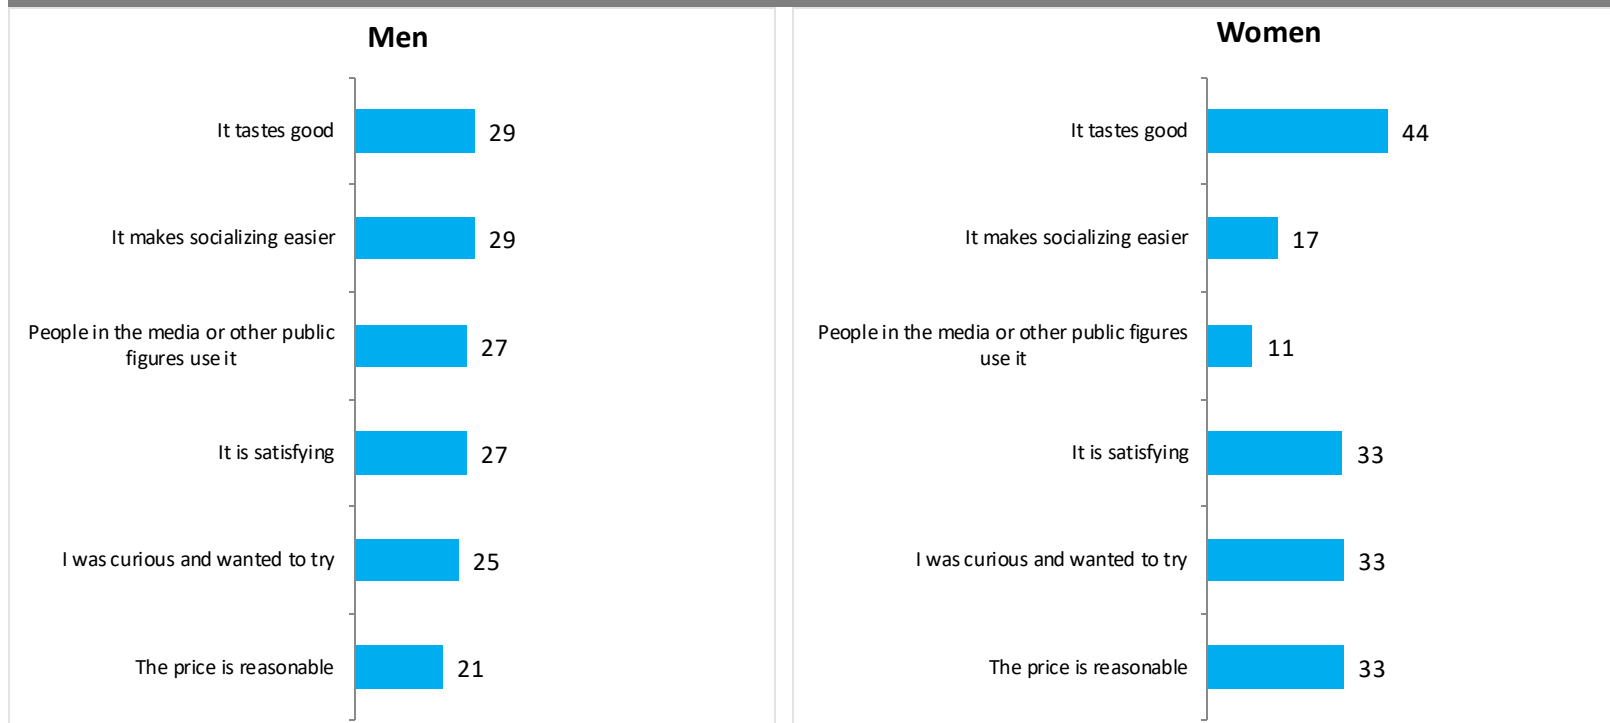 Men
It tastes good
29
It makes socializing easier
29
People in the media or other public
figures use it
27
It is satisfying
27
I was curious and wanted to try
25
The price is reasonable
21
Women
It tastes good
44
It makes socializing easier
17
People in the media or other public figures
use it
11
It is satisfying
33
I was curious and wanted to try
33
The price is reasonable
33